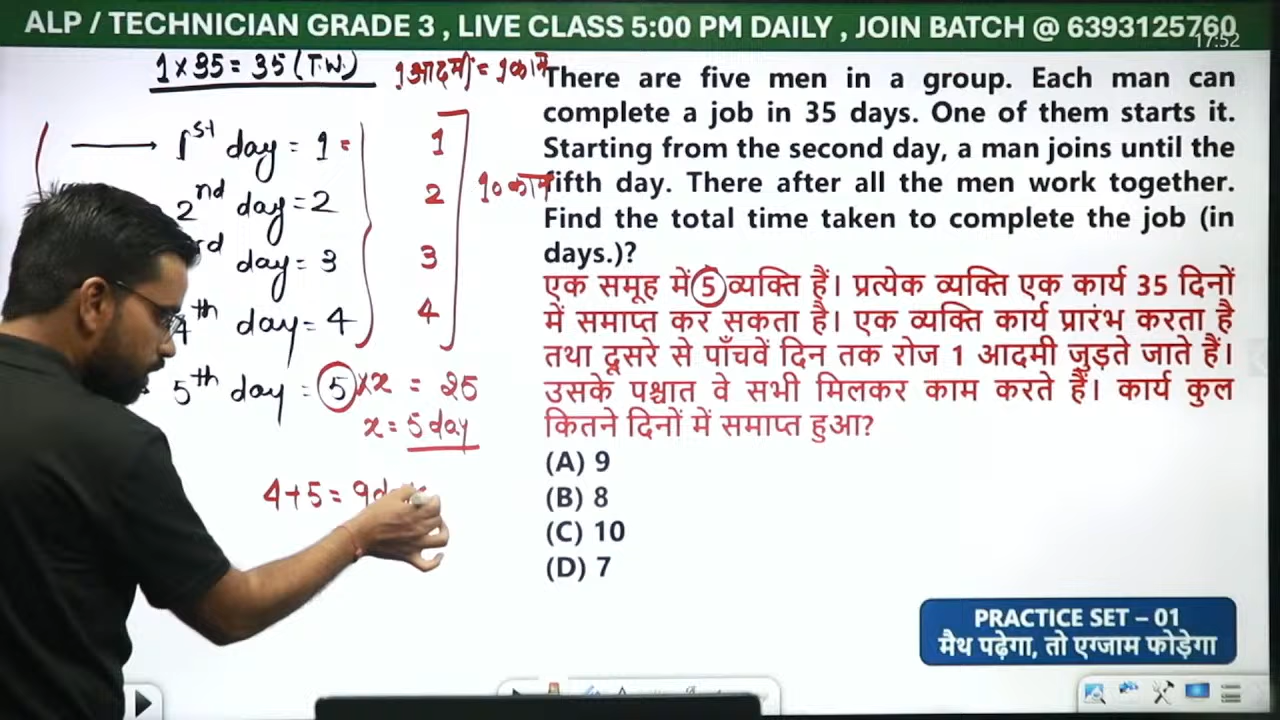 ALP / TECHNICIAN GRADE 3 , LIVE CLASS 5:00 PM DAILY , JOIN BATCH @ 6393125760
17:52
1 × 35 = 35 (T.W.)
1 आदमी = 1 काम
1st day = 1 =
1
2nd day = 2
2
10 काम
rd day = 3
3
4th day = 4
4
5th day = 5 × x = 25
x = 5 day
4 + 5 = 9
There are five men in a group. Each man can
complete a job in 35 days. One of them starts it.
Starting from the second day, a man joins until the
fifth day. There after all the men work together.
Find the total time taken to complete the job (in
days.)?
एक समूह में 5 व्यक्ति हैं। प्रत्येक व्यक्ति एक कार्य 35 दिनों
में समाप्त कर सकता है। एक व्यक्ति कार्य प्रारंभ करता है
तथा दूसरे से पाँचवें दिन तक रोज 1 आदमी जुड़ते जाते हैं।
उसके पश्चात वे सभी मिलकर काम करते हैं। कार्य कुल
कितने दिनों में समाप्त हुआ?
(A) 9
(B) 8
(C) 10
(D) 7
PRACTICE SET – 01
मैथ पढ़ेगा, तो एग्जाम फोड़ेगा